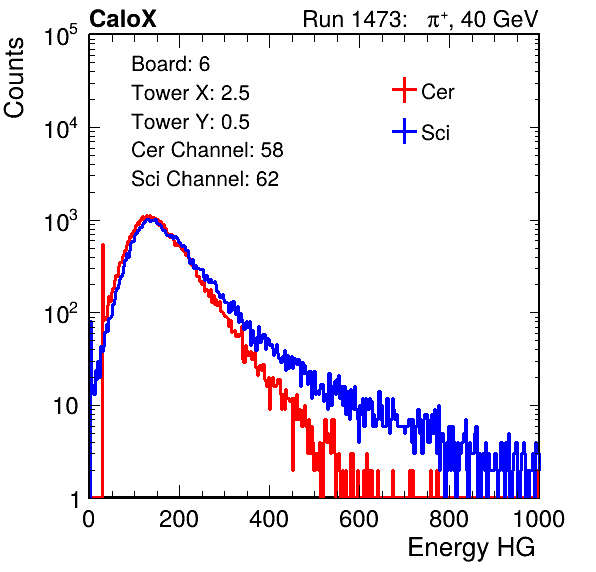 CaloX Run 1473: π⁺, 40 GeV
Counts
10⁵
10⁴
10³
10²
10
1
Board: 6
Tower X: 2.5
Tower Y: 0.5
Cer Channel: 58
Sci Channel: 62
Cer
Sci
0 200 400 600 800 1000
Energy HG